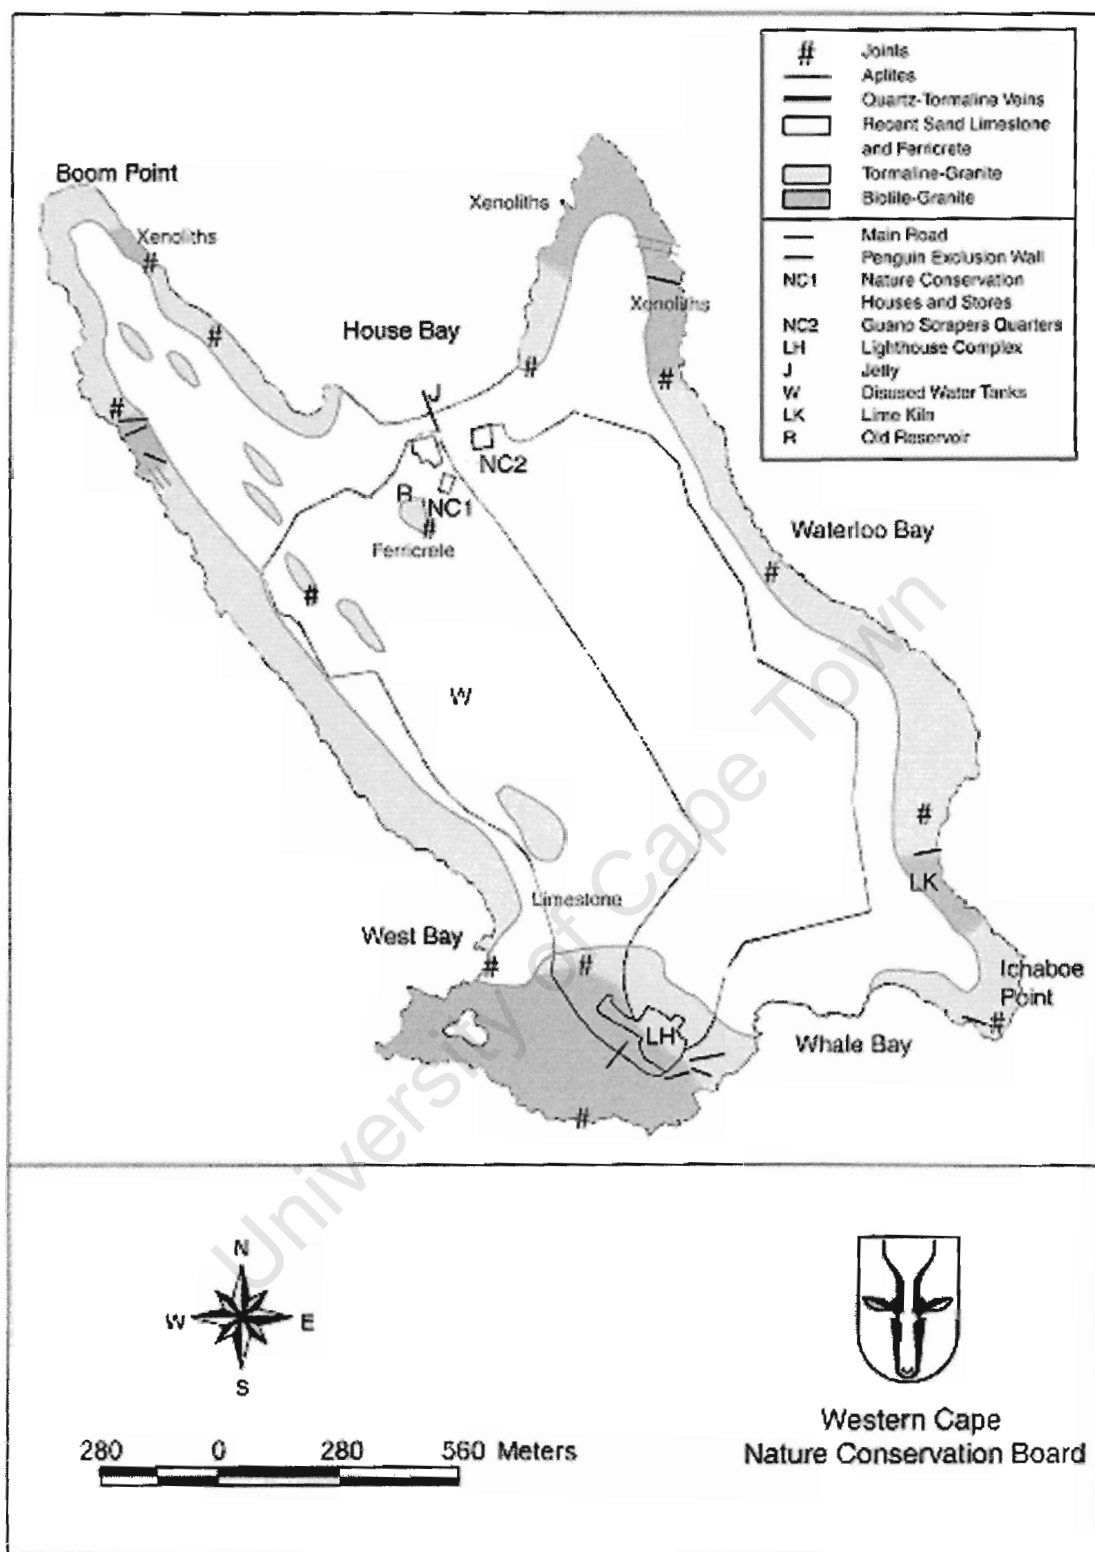 # Joints
Aplites
Quartz-Tormaline Veins
Recent Sand Limestone
and Ferricrete
Tormaline-Granite
Biotite-Granite
Main Road
Penguin Exclusion Wall
NC1 Nature Conservation
Houses and Stores
NC2 Guano Scrapers Quarters
LH Lighthouse Complex
J Jetty
W Disused Water Tanks
LK Lime Kiln
R Old Reservoir
Boom Point
Xenoliths
#
#
#
Xenoliths
Xenoliths
House Bay
#
#
J
NC2
R
NC1
#
Ferricrete
#
Waterloo Bay
#
W
#
LK
Limestone
West Bay
#
#
Ichaboe
Point
#
LH
Whale Bay
#
University of Cape Town
N
W E
S
280 0 280 560 Meters
Western Cape
Nature Conservation Board